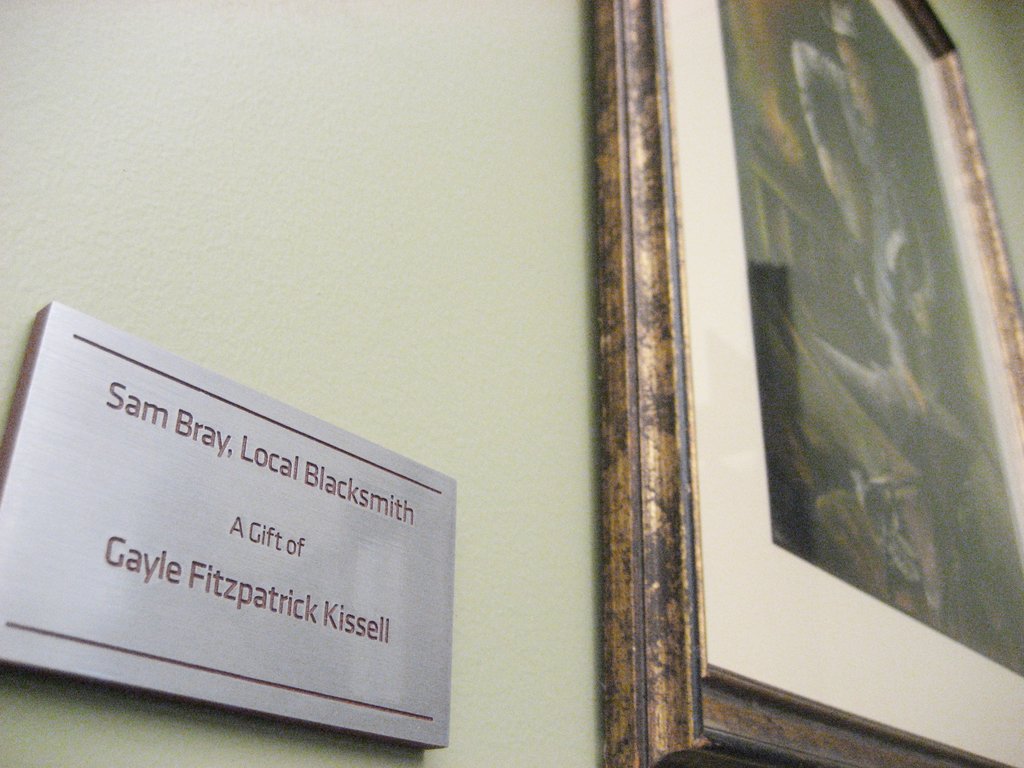 Sam Bray, Local Blacksmith
A Gift of
Gayle Fitzpatrick Kissell